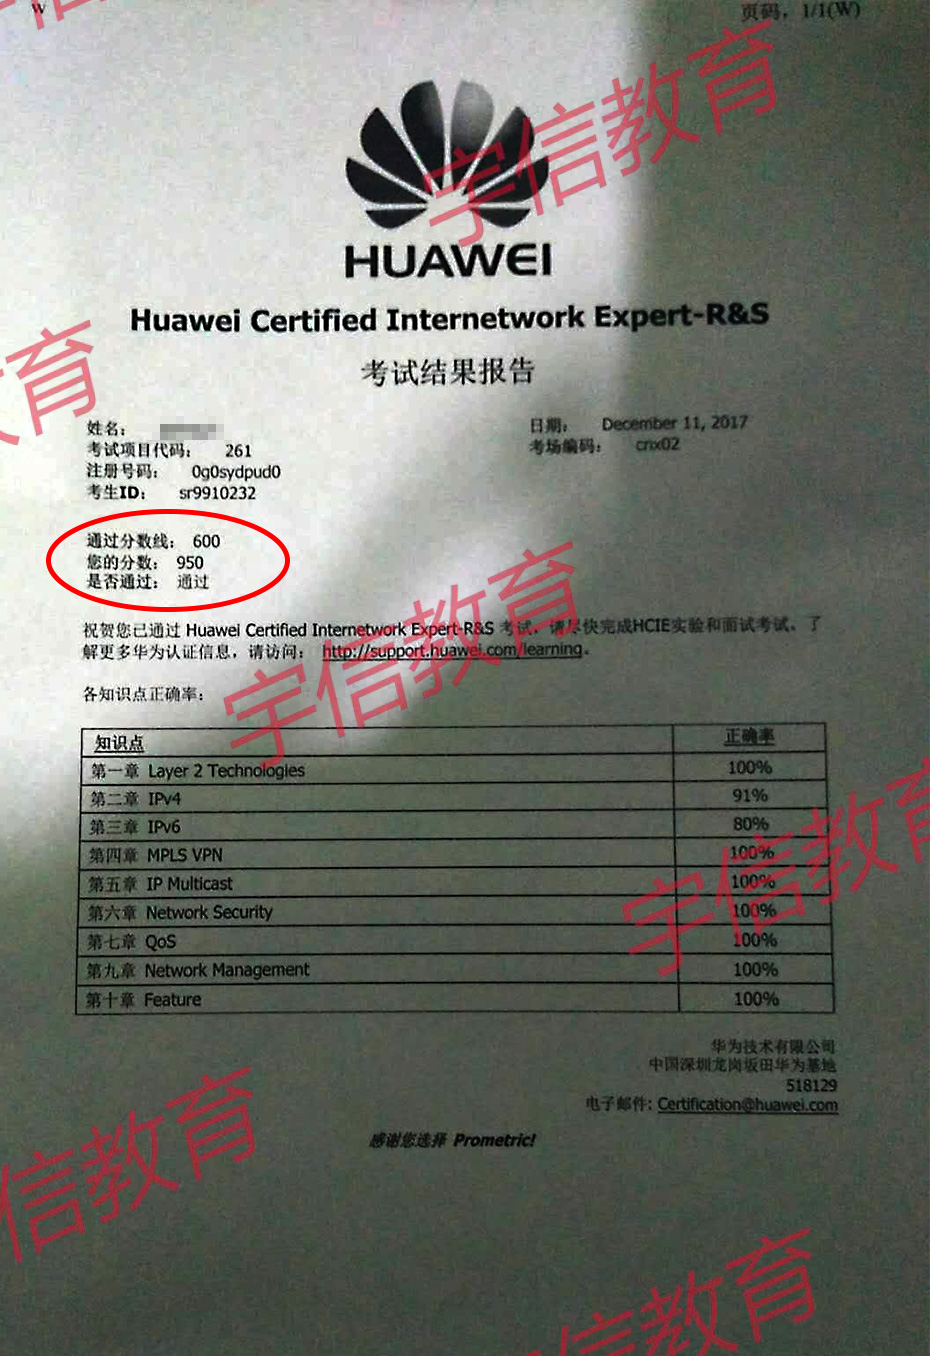 W
页码，1/1(W)
HUAWEI
Huawei Certified Internetwork Expert-R&S
考试结果报告
姓名：
日期： December 11, 2017
考试项目代码： 261
考场编码： cnx02
注册号码： 0g0sydpud0
考生ID： sr9910232
通过分数线： 600
您的分数： 950
是否通过： 通过
祝贺您已通过 Huawei Certified Internetwork Expert-R&S 考试，请尽快完成HCIE实验和面试考试。了
解更多华为认证信息，请访问： http://support.huawei.com/learning。
各知识点正确率：
知识点 正确率
第一章 Layer 2 Technologies 100%
第二章 IPv4 91%
第三章 IPv6 80%
第四章 MPLS VPN 100%
第五章 IP Multicast 100%
第六章 Network Security 100%
第七章 QoS 100%
第九章 Network Management 100%
第十章 Feature 100%
华为技术有限公司
中国深圳龙岗坂田华为基地
518129
电子邮件: Certification@huawei.com
感谢您选择 Prometric!
宇信教育
教育
宇信教育
宇信教育
信教育
宇信教育